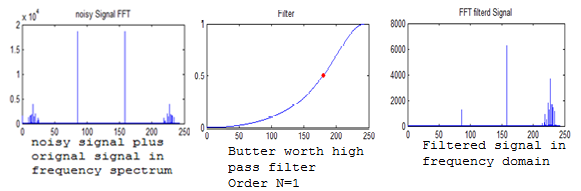 noisy Signal FFT
2 x 10^4
1.5
1
0.5
0
0 50 100 150 200 250
noisy signal plus
orignal signal in
frequency spectrum
Filter
1
0.5
0
0 50 100 150 200 250
Butter worth high
pass filter
Order N=1
FFT filterd Signal
8000
6000
4000
2000
0
0 50 100 150 200 250
Filtered signal in
frequency domain